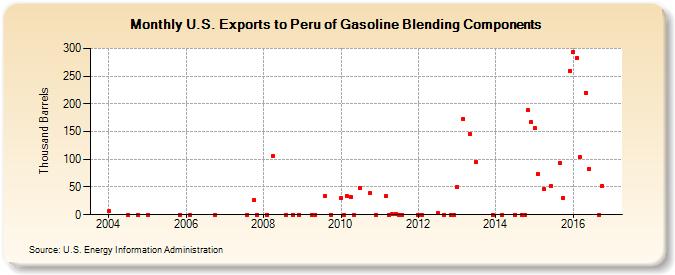 Monthly U.S. Exports to Peru of Gasoline Blending Components
Thousand Barrels
300
250
200
150
100
50
0
2004 2006 2008 2010 2012 2014 2016
Source: U.S. Energy Information Administration